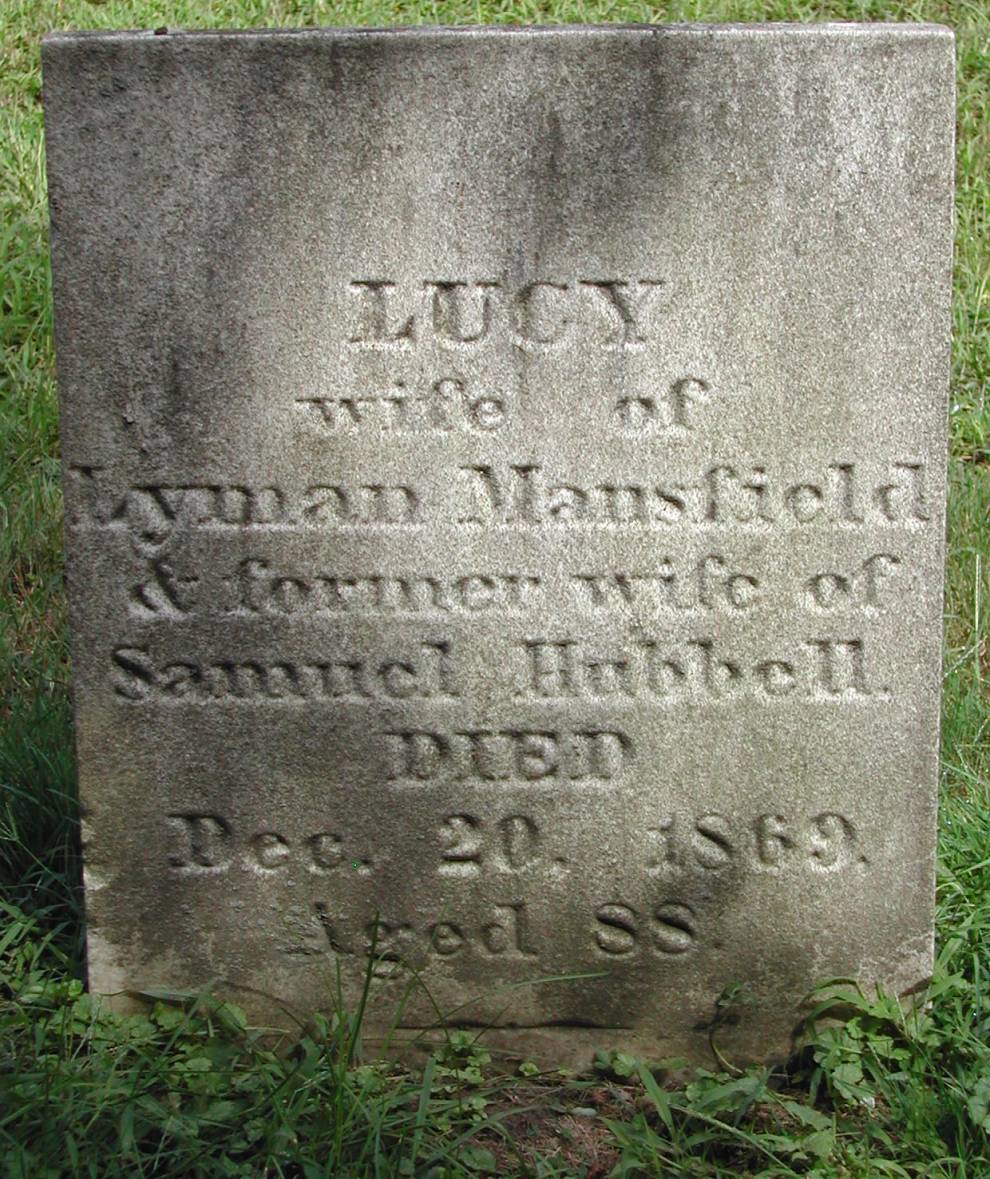 LUCY
wife of
Lyman Mansfield
& former wife of
Samuel Hubbell.
DIED
Dec. 20. 1869.
Aged 88.